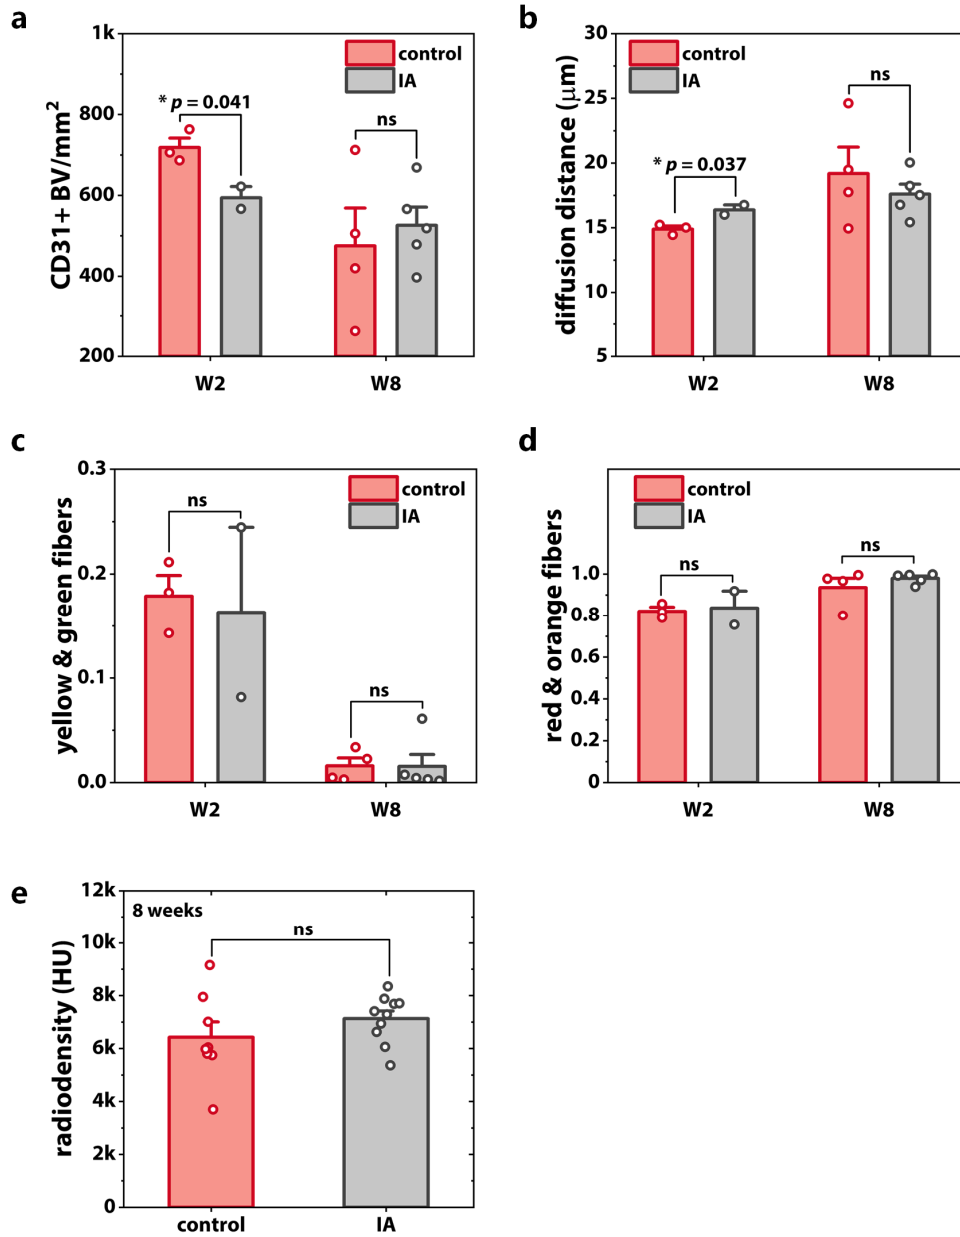 a
1k
800
600
400
200
CD31+ BV/mm²
control
IA
* p = 0.041
ns
W2
W8
b
30
25
20
15
10
5
diffusion distance (μm)
control
IA
* p = 0.037
ns
W2
W8
c
0.3
0.2
0.1
0.0
yellow & green fibers
control
IA
ns
ns
W2
W8
d
1.0
0.8
0.6
0.4
0.2
0
red & orange fibers
control
IA
ns
ns
W2
W8
e
12k
10k
8k
6k
4k
2k
0
radiodensity (HU)
8 weeks
ns
control
IA